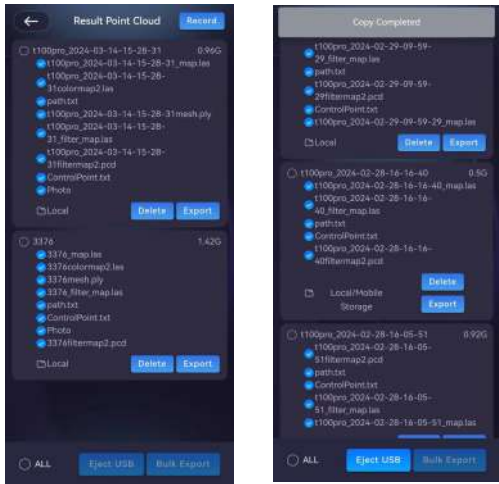 Result Point Cloud
Record
t100pro_2024-03-14-15-28-31
0.96G
t100pro_2024-03-14-15-28-31_map.las
t100pro_2024-03-14-15-28-
31colormap2.las
path.txt
t100pro_2024-03-14-15-28-31mesh.ply
t100pro_2024-03-14-15-28-
31_filter_map.las
t100pro_2024-03-14-15-28-
31filtermap2.pcd
ControlPoint.txt
Photo
Local
Delete
Export
3376
1.42G
3376_map.las
3376colormap2.las
3376mesh.ply
3376_filter_map.las
path.txt
ControlPoint.txt
Photo
3376filtermap2.pcd
Local
Delete
Export
ALL
Eject USB
Bulk Export
Copy Completed
t100pro_2024-02-29-09-59-
29_filter_map.las
path.txt
t100pro_2024-02-29-09-59-
29filtermap2.pcd
ControlPoint.txt
t100pro_2024-02-29-09-59-29_map.las
Local
Delete
Export
t100pro_2024-02-28-16-16-40
0.5G
t100pro_2024-02-28-16-16-40_map.las
t100pro_2024-02-28-16-16-
40_filter_map.las
path.txt
ControlPoint.txt
t100pro_2024-02-28-16-16-
40filtermap2.pcd
Local/Mobile
Storage
Delete
Export
t100pro_2024-02-28-16-05-51
0.92G
t100pro_2024-02-28-16-05-
51filtermap2.pcd
path.txt
ControlPoint.txt
t100pro_2024-02-28-16-05-
51_filter_map.las
t100pro_2024-02-28-16-05-51_map.las
ALL
Eject USB
Bulk Export